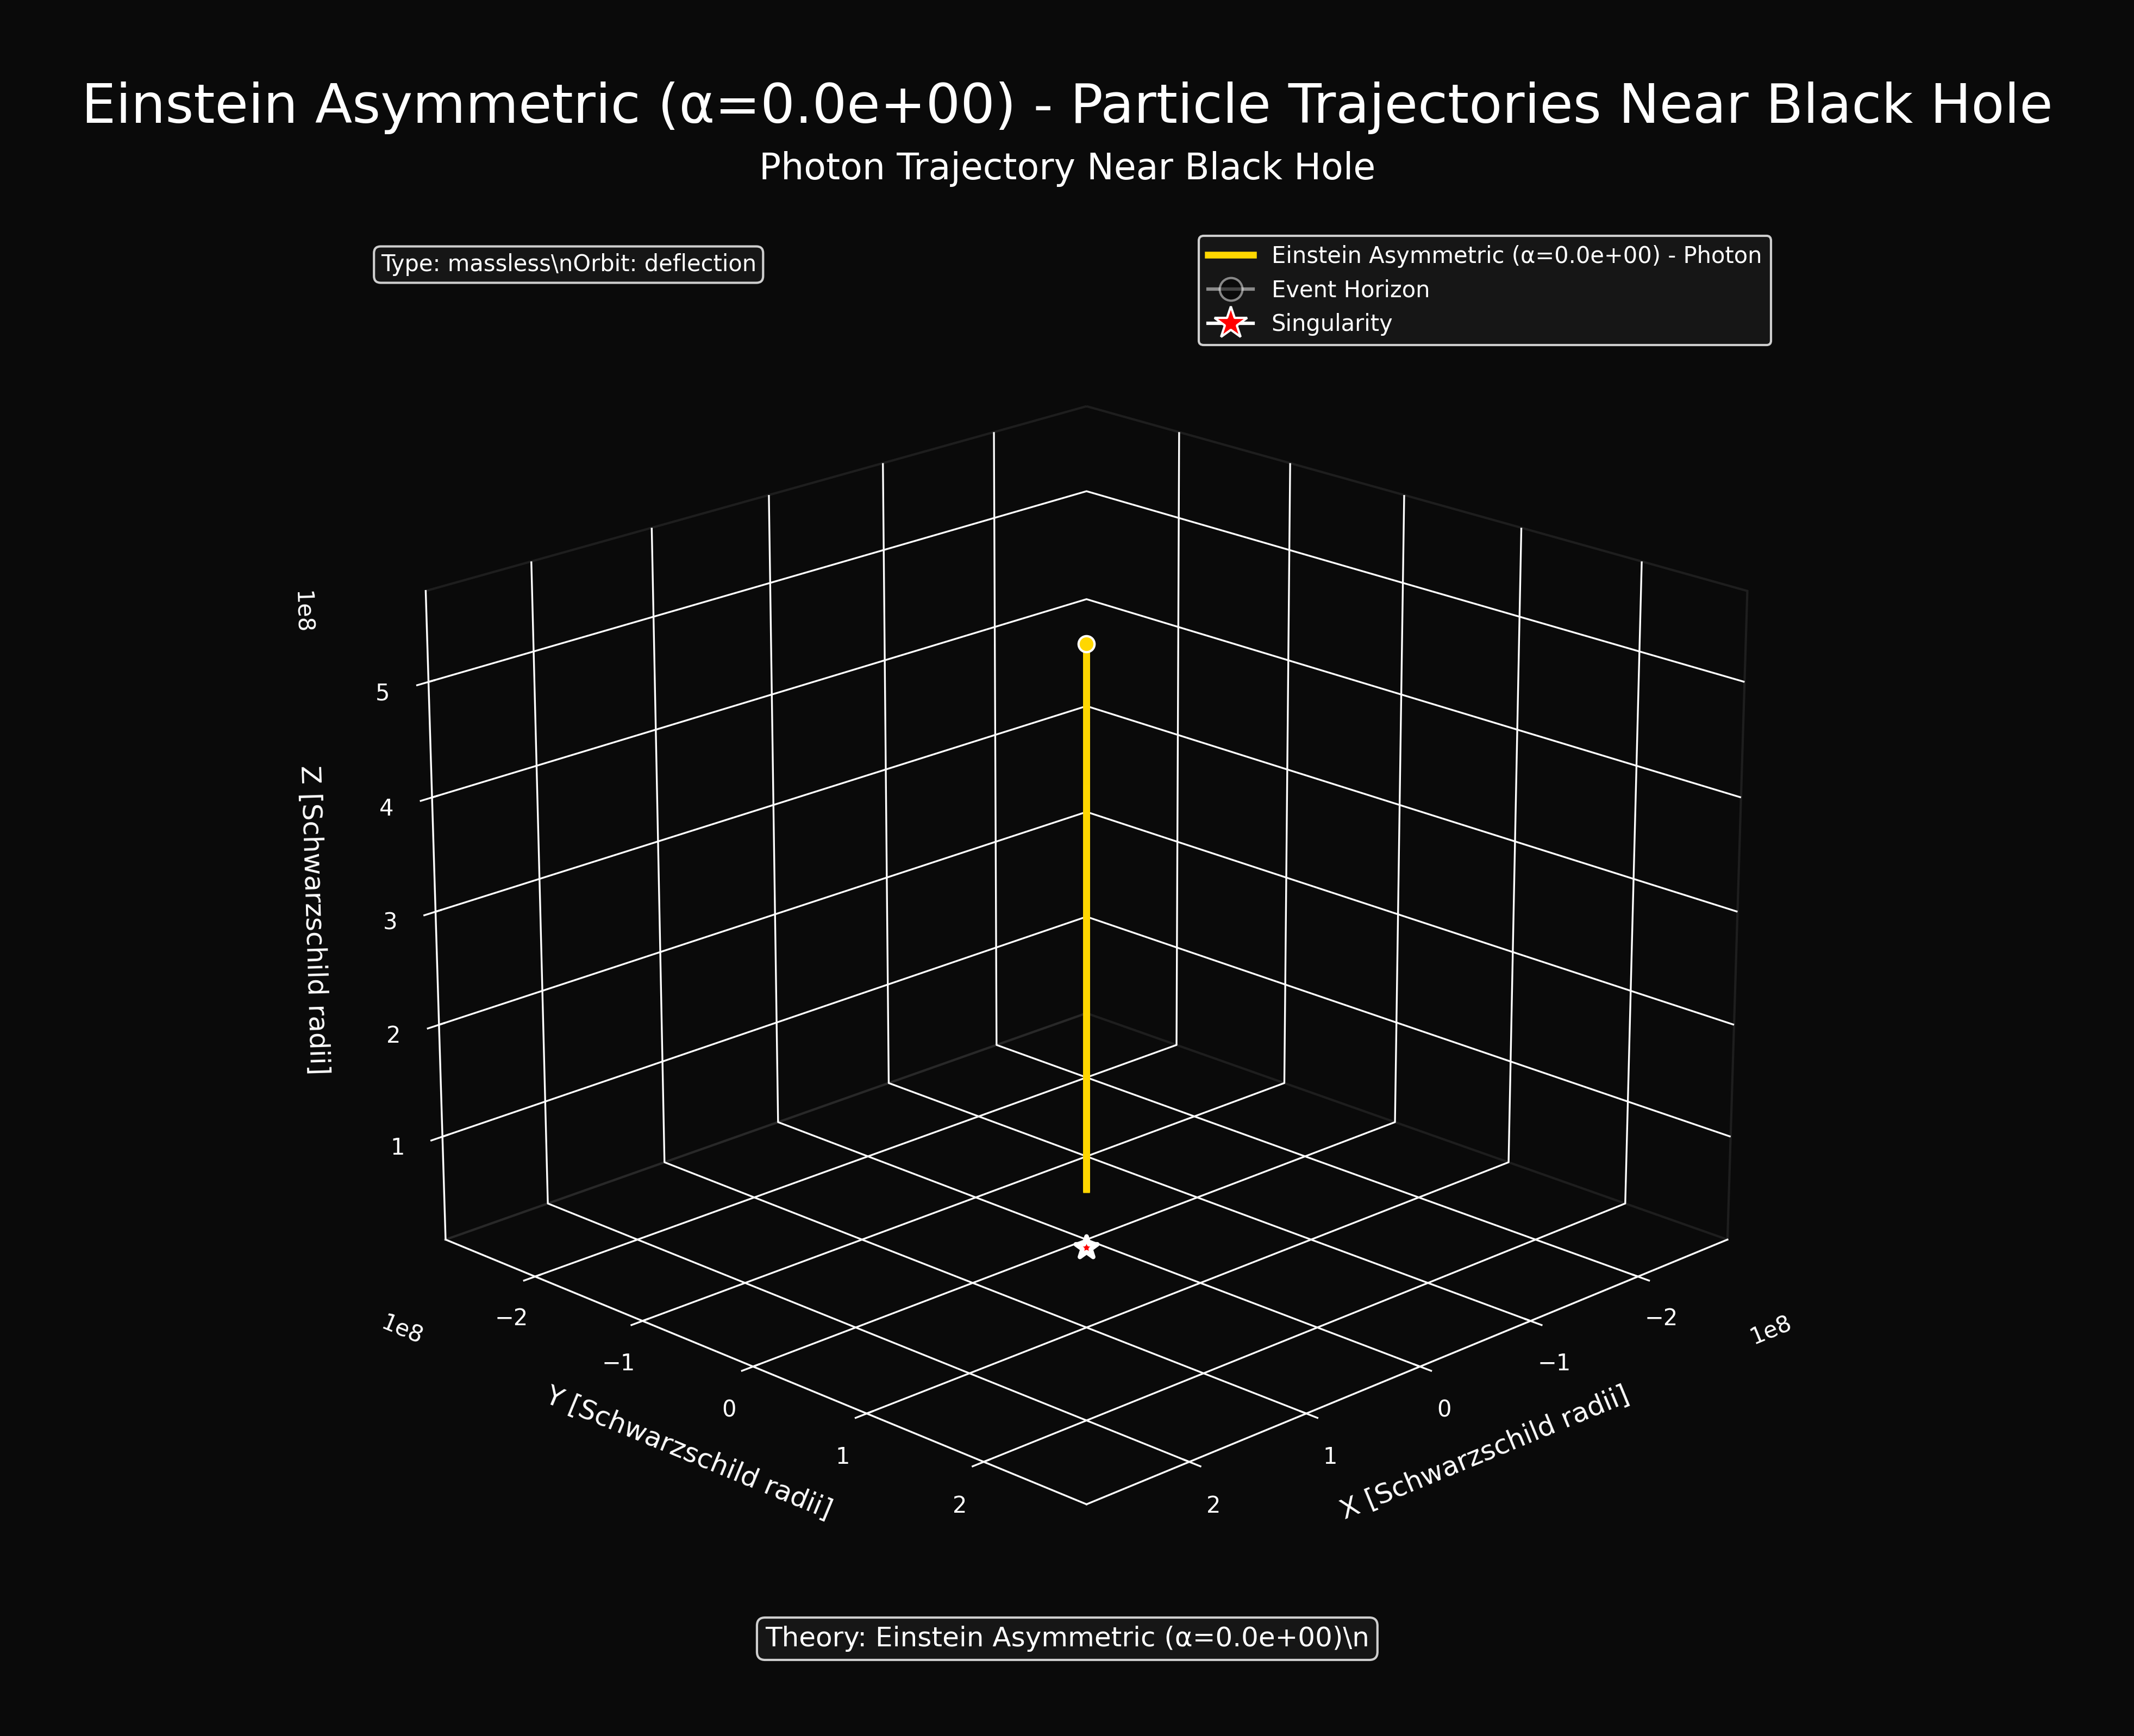 Einstein Asymmetric (α=0.0e+00) - Particle Trajectories Near Black Hole
Photon Trajectory Near Black Hole
Type: massless\nOrbit: deflection
Einstein Asymmetric (α=0.0e+00) - Photon
Event Horizon
Singularity
1e8
5
4
3
2
1
Z [Schwarzschild radii]
1e8
−2
−1
0
1
2
Y [Schwarzschild radii]
1e8
−2
−1
0
1
2
X [Schwarzschild radii]
Theory: Einstein Asymmetric (α=0.0e+00)\n